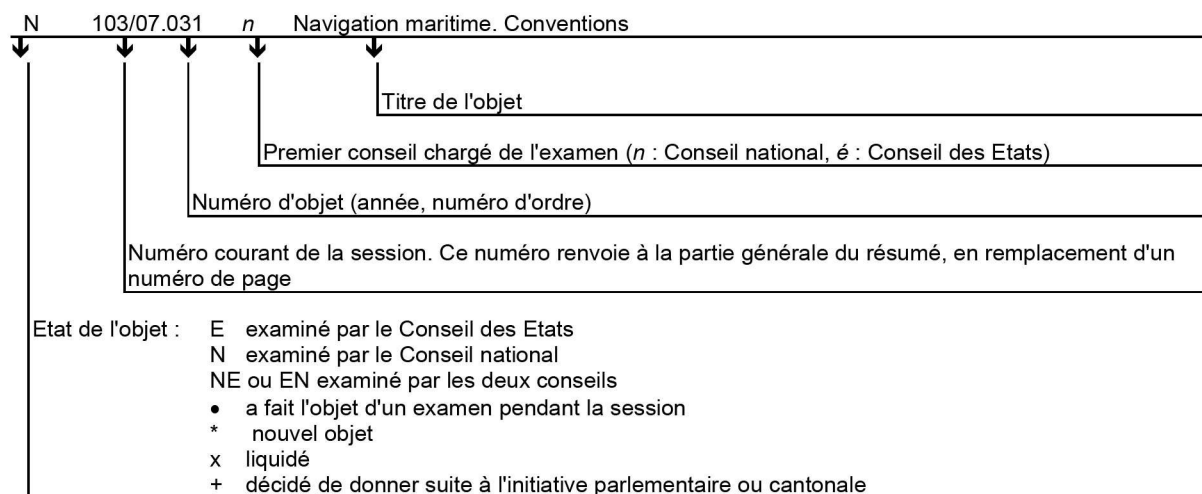 N 103/07.031 n Navigation maritime. Conventions
Titre de l'objet
Premier conseil chargé de l'examen (n : Conseil national, é : Conseil des Etats)
Numéro d'objet (année, numéro d'ordre)
Numéro courant de la session. Ce numéro renvoie à la partie générale du résumé, en remplacement d'un
numéro de page
Etat de l'objet : E examiné par le Conseil des Etats
N examiné par le Conseil national
NE ou EN examiné par les deux conseils
• a fait l'objet d'un examen pendant la session
* nouvel objet
x liquidé
+ décidé de donner suite à l'initiative parlementaire ou cantonale